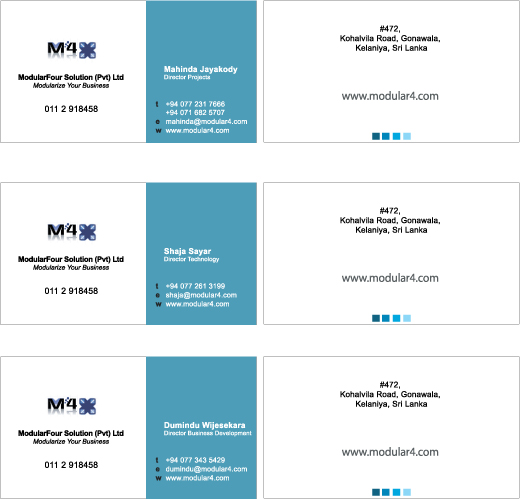 M4
ModularFour Solution (Pvt) Ltd
Modularize Your Business
011 2 918458
Mahinda Jayakody
Director Projects
t +94 077 231 7666
+94 071 682 5707
e mahinda@modular4.com
w www.modular4.com
#472,
Kohalvila Road, Gonawala,
Kelaniya, Sri Lanka
www.modular4.com
M4
ModularFour Solution (Pvt) Ltd
Modularize Your Business
011 2 918458
Shaja Sayar
Director Technology
t +94 077 261 3199
e shaja@modular4.com
w www.modular4.com
#472,
Kohalvila Road, Gonawala,
Kelaniya, Sri Lanka
www.modular4.com
M4
ModularFour Solution (Pvt) Ltd
Modularize Your Business
011 2 918458
Dumindu Wijesekara
Director Business Development
t +94 077 343 5429
e dumindu@modular4.com
w www.modular4.com
#472,
Kohalvila Road, Gonawala,
Kelaniya, Sri Lanka
www.modular4.com